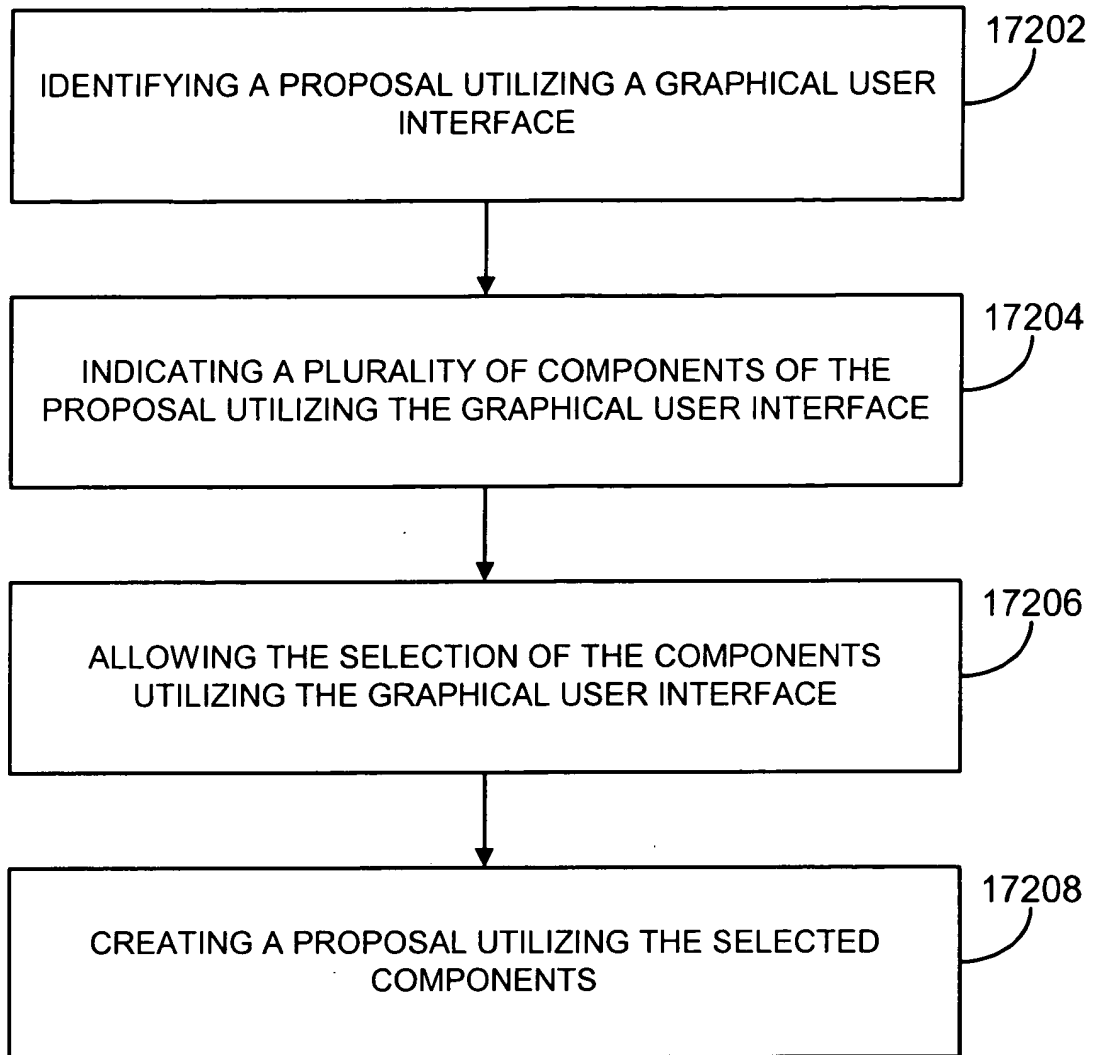 17202
IDENTIFYING A PROPOSAL UTILIZING A GRAPHICAL USER
INTERFACE
17204
INDICATING A PLURALITY OF COMPONENTS OF THE
PROPOSAL UTILIZING THE GRAPHICAL USER INTERFACE
17206
ALLOWING THE SELECTION OF THE COMPONENTS
UTILIZING THE GRAPHICAL USER INTERFACE
17208
CREATING A PROPOSAL UTILIZING THE SELECTED
COMPONENTS